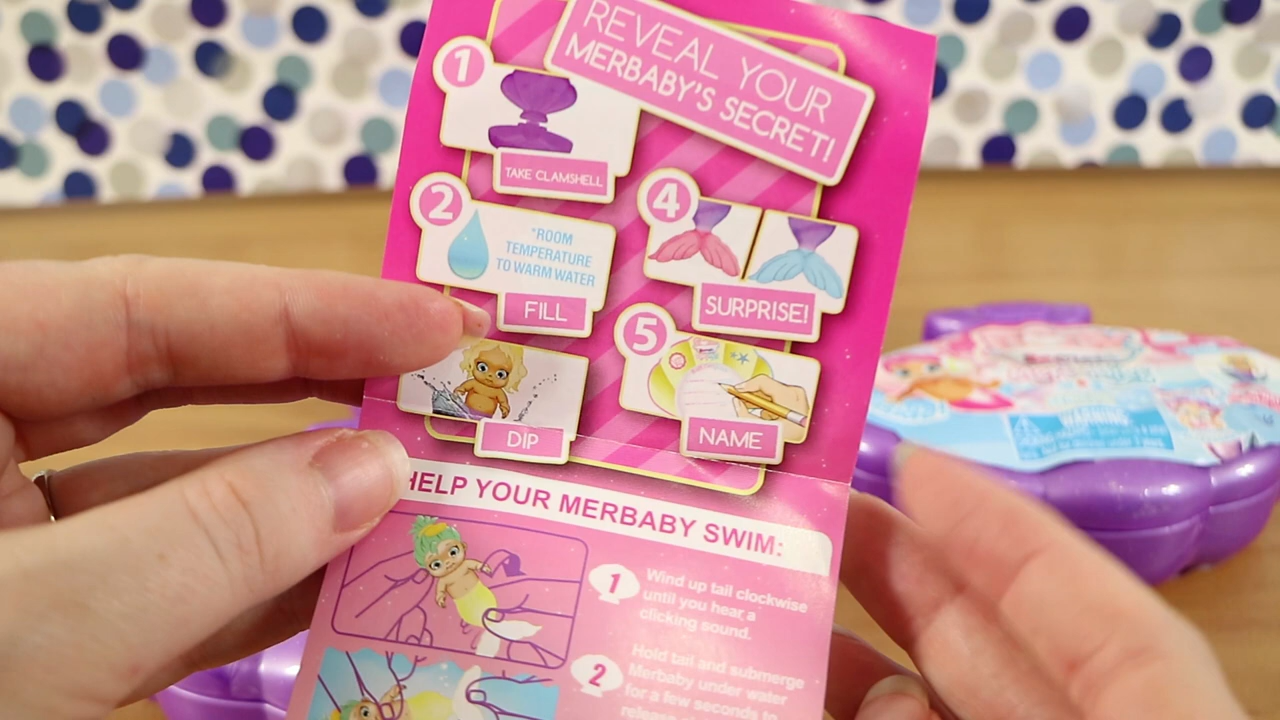 REVEAL YOUR
MERBABY'S SECRET!
1
TAKE CLAMSHELL
2
*ROOM
TEMPERATURE
TO WARM WATER
FILL
DIP
4
SURPRISE!
5
NAME
HELP YOUR MERBABY SWIM:
1
Wind up tail clockwise
until you hear a
clicking sound.
2
Hold tail and submerge
Merbaby under water
for a few seconds to
WARNING